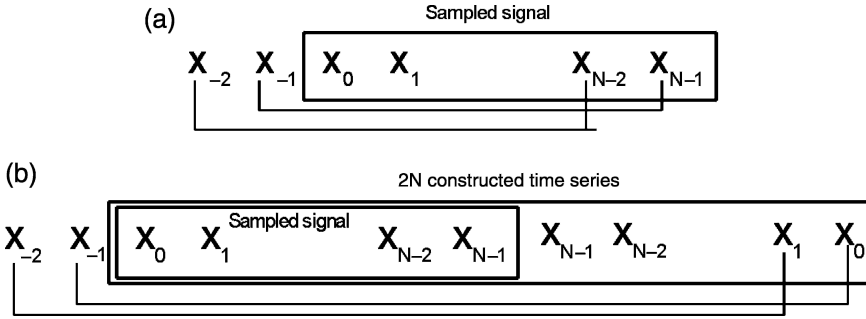 (a)
Sampled signal
X₋₂ X₋₁ X₀ X₁ X_N₋₂ X_N₋₁
(b)
2N constructed time series
Sampled signal
X₋₂ X₋₁ X₀ X₁ X_N₋₂ X_N₋₁ X_N₋₁ X_N₋₂ X₁ X₀